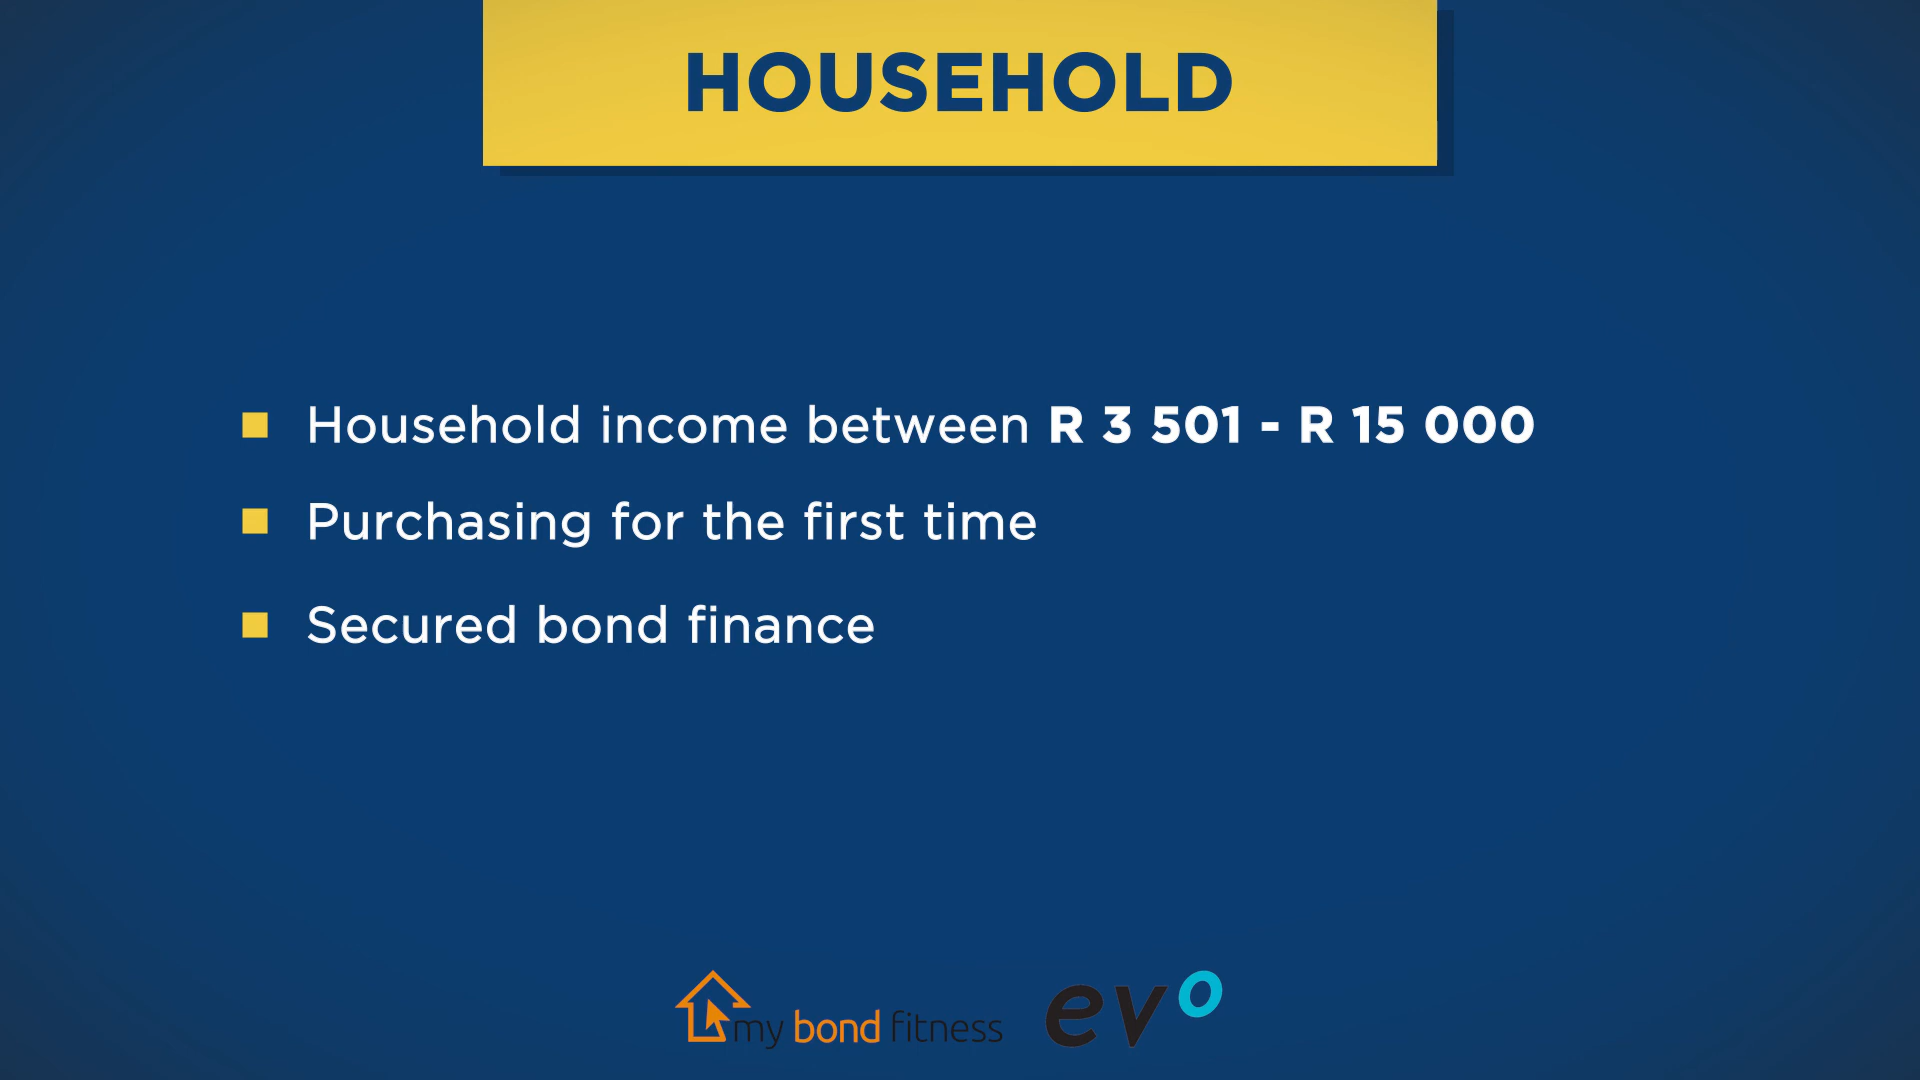 HOUSEHOLD
Household income between R 3 501 - R 15 000
Purchasing for the first time
Secured bond finance
my bond fitness evo